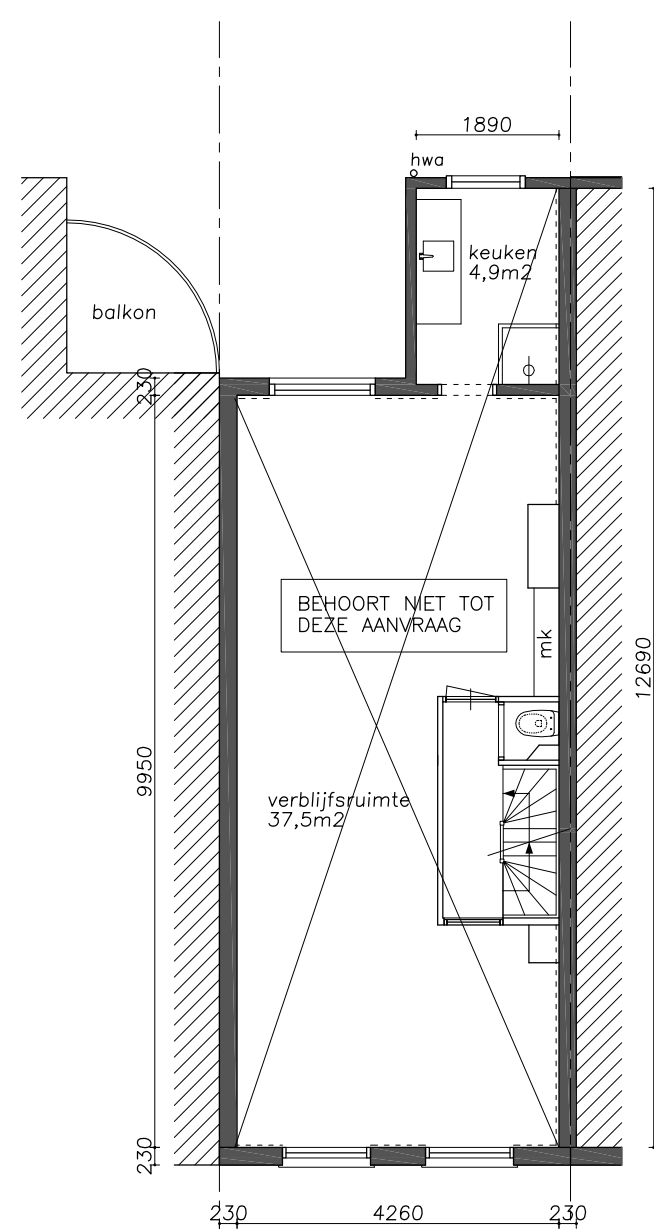 1890
hwa
keuken
4,9m2
balkon
230
BEHOORT NIET TOT
DEZE AANVRAAG
mk
12690
9950
verblijfsruimte
37,5m2
230
230
4260
230